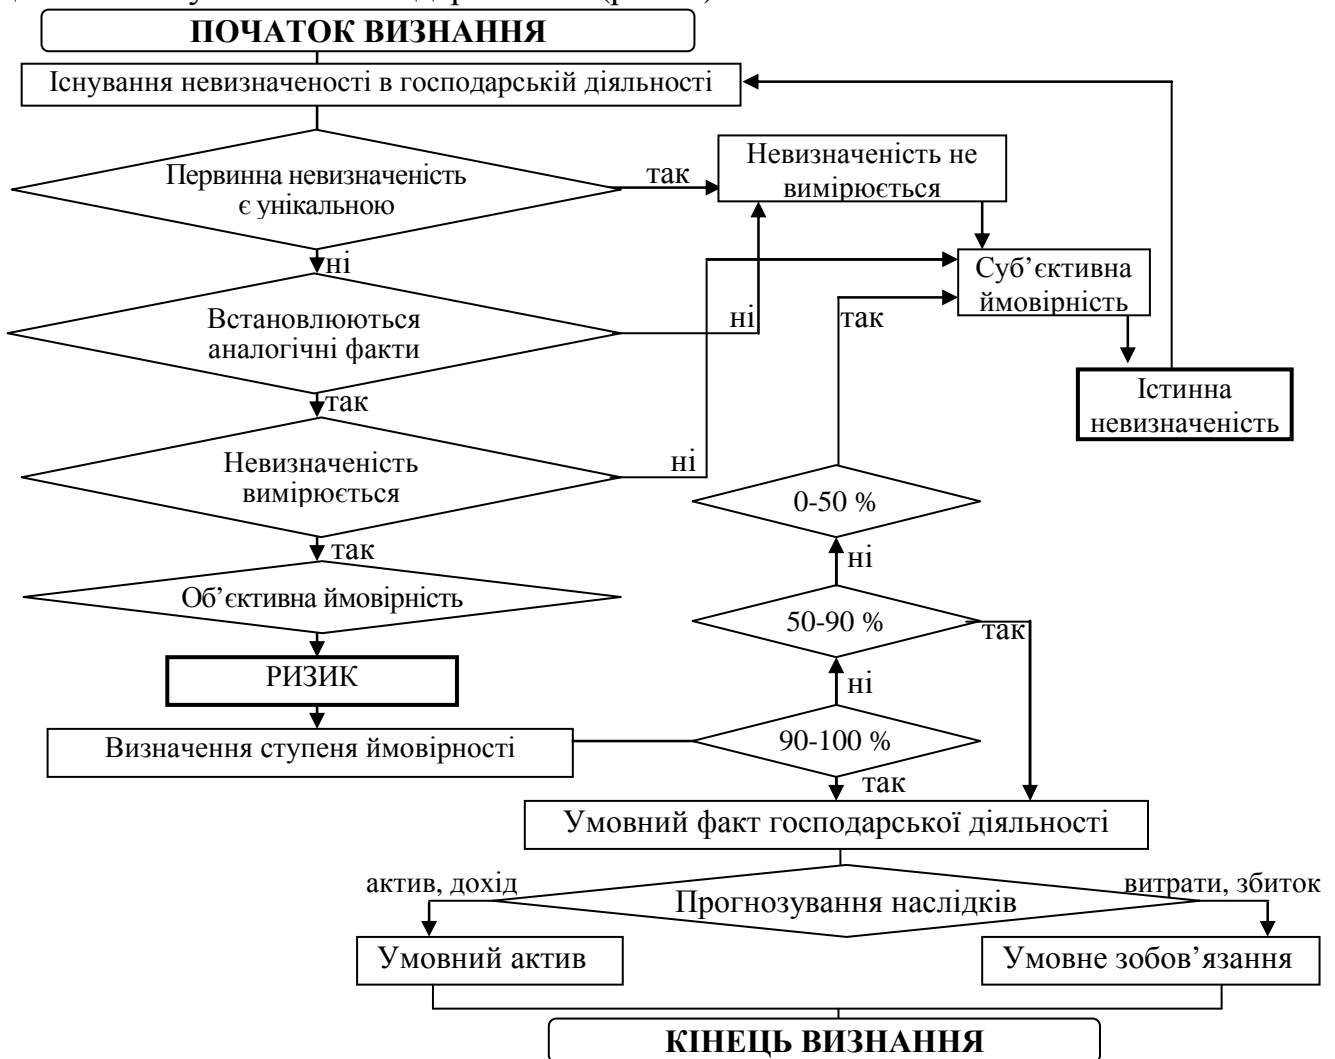 ПОЧАТОК ВИЗНАННЯ
Існування невизначеності в господарській діяльності
Первинна невизначеність
є унікальною
так
Невизначеність не
вимірюється
ні
Суб’єктивна
ймовірність
Встановлюються
аналогічні факти
ні
так
так
Істинна
невизначеність
Невизначеність
вимірюється
ні
0-50 %
так
ні
Об’єктивна ймовірність
50-90 %
так
РИЗИК
ні
Визначення ступеня ймовірності
90-100 %
так
Умовний факт господарської діяльності
актив, дохід
Прогнозування наслідків
витрати, збиток
Умовний актив
Умовне зобов’язання
КІНЕЦЬ ВИЗНАННЯ